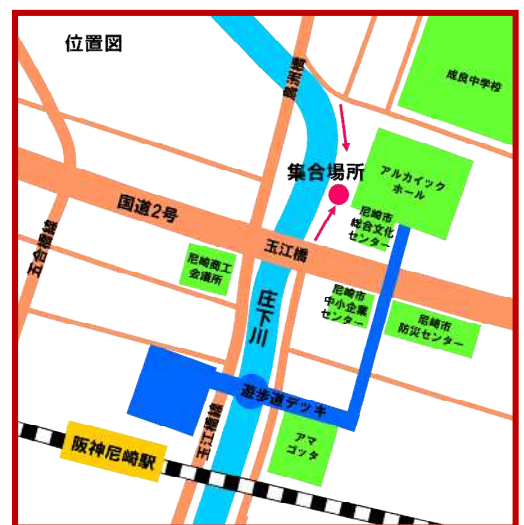 位置図
成良中学校
集合場所
アルカイック
ホール
国道2号
尼崎市
総合文化
センター
玉江橋
五合橋線
尼崎商工
会議所
庄下川
尼崎市
中小企業
センター
尼崎市
防災センター
遊歩道デッキ
玉江橋線
アマ
ゴッタ
阪神尼崎駅